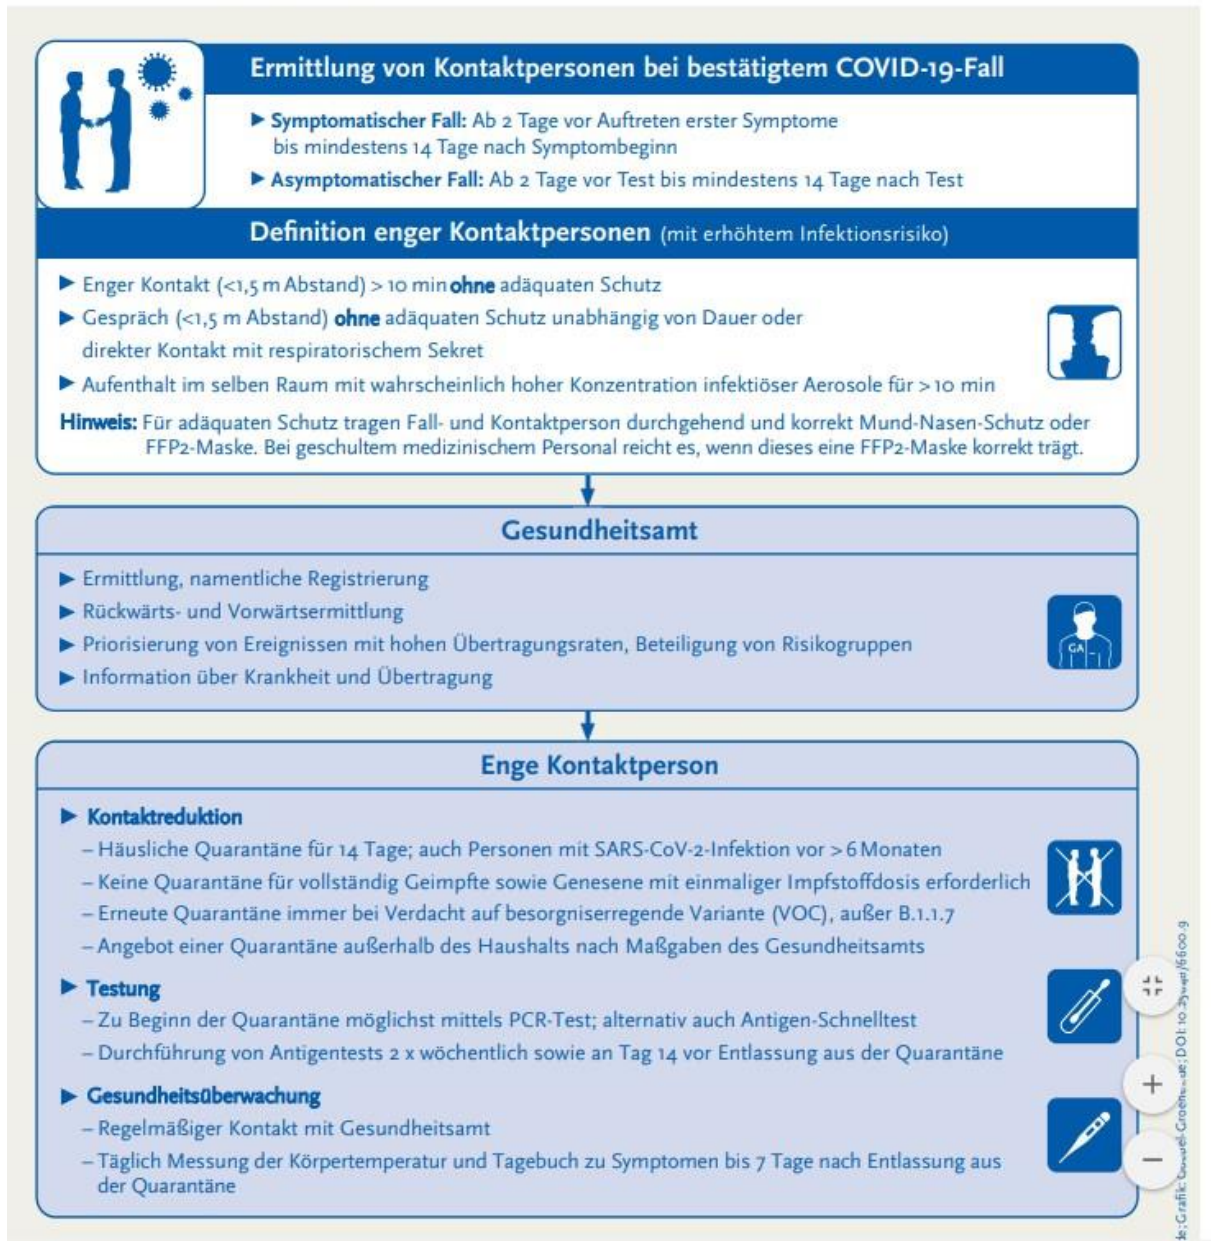 Ermittlung von Kontaktpersonen bei bestätigtem COVID-19-Fall
▶ Symptomatischer Fall: Ab 2 Tage vor Auftreten erster Symptome
bis mindestens 14 Tage nach Symptombeginn
▶ Asymptomatischer Fall: Ab 2 Tage vor Test bis mindestens 14 Tage nach Test
Definition enger Kontaktpersonen (mit erhöhtem Infektionsrisiko)
▶ Enger Kontakt (<1,5 m Abstand) > 10 min ohne adäquaten Schutz
▶ Gespräch (<1,5 m Abstand) ohne adäquaten Schutz unabhängig von Dauer oder
direkter Kontakt mit respiratorischem Sekret
▶ Aufenthalt im selben Raum mit wahrscheinlich hoher Konzentration infektiöser Aerosole für > 10 min
Hinweis: Für adäquaten Schutz tragen Fall- und Kontaktperson durchgehend und korrekt Mund-Nasen-Schutz oder
FFP2-Maske. Bei geschultem medizinischem Personal reicht es, wenn dieses eine FFP2-Maske korrekt trägt.
Gesundheitsamt
▶ Ermittlung, namentliche Registrierung
▶ Rückwärts- und Vorwärtsermittlung
▶ Priorisierung von Ereignissen mit hohen Übertragungsraten, Beteiligung von Risikogruppen
▶ Information über Krankheit und Übertragung
GA
Enge Kontaktperson
▶ Kontaktreduktion
– Häusliche Quarantäne für 14 Tage; auch Personen mit SARS-CoV-2-Infektion vor > 6 Monaten
– Keine Quarantäne für vollständig Geimpfte sowie Genesene mit einmaliger Impfstoffdosis erforderlich
– Erneute Quarantäne immer bei Verdacht auf besorgniserregende Variante (VOC), außer B.1.1.7
– Angebot einer Quarantäne außerhalb des Haushalts nach Maßgaben des Gesundheitsamts
▶ Testung
– Zu Beginn der Quarantäne möglichst mittels PCR-Test; alternativ auch Antigen-Schnelltest
– Durchführung von Antigentests 2 x wöchentlich sowie an Tag 14 vor Entlassung aus der Quarantäne
▶ Gesundheitsüberwachung
– Regelmäßiger Kontakt mit Gesundheitsamt
– Täglich Messung der Körpertemperatur und Tagebuch zu Symptomen bis 7 Tage nach Entlassung aus
der Quarantäne
Grafik: DOI: